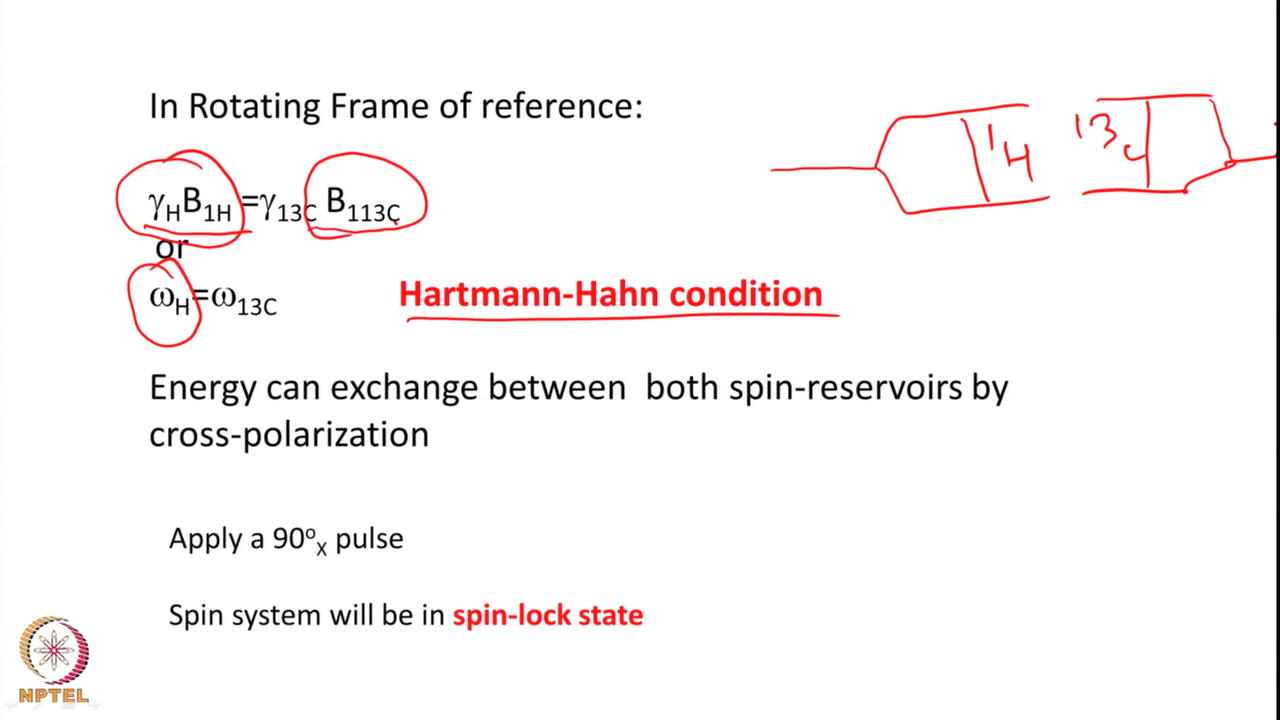 In Rotating Frame of reference:
γHB1H=γ13C B113C
or
ωH=ω13C
Hartmann-Hahn condition
1H 13C
Energy can exchange between both spin-reservoirs by
cross-polarization
Apply a 90oX pulse
Spin system will be in spin-lock state
NPTEL